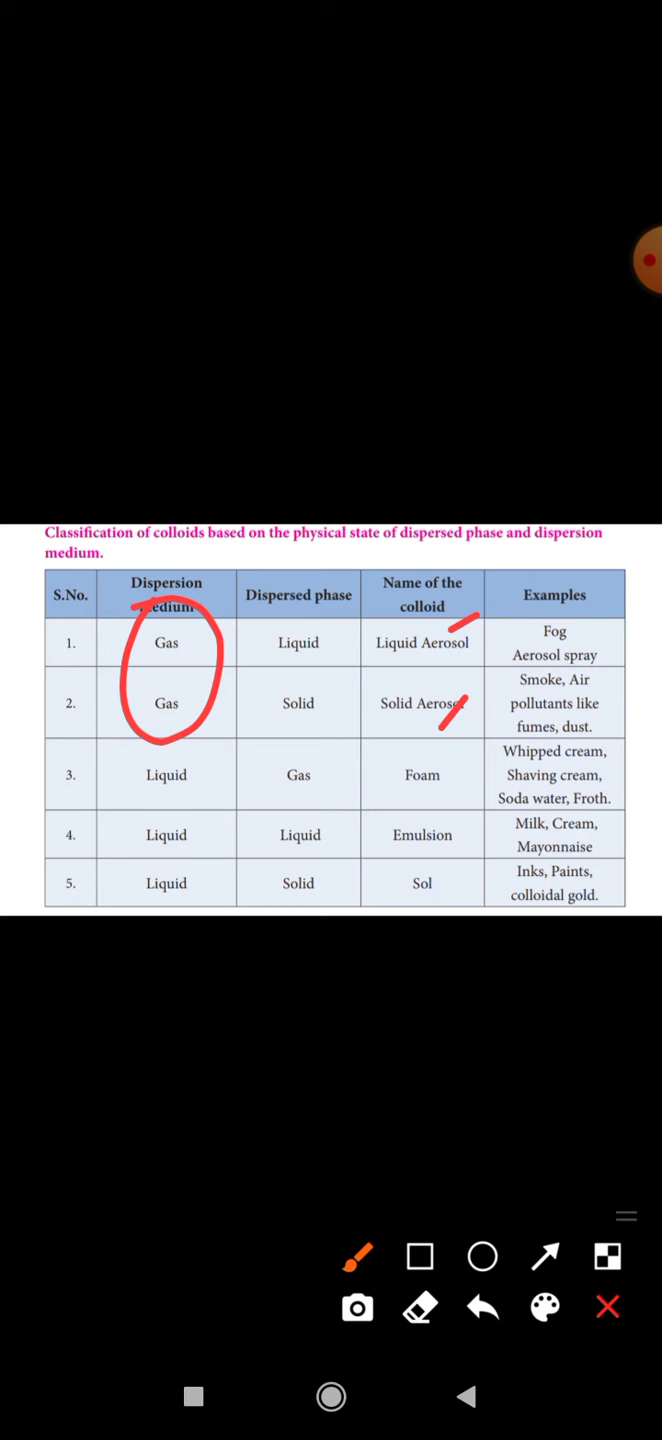 Classification of colloids based on the physical state of dispersed phase and dispersion
medium.
S.No. Dispersion medium Dispersed phase Name of the colloid Examples
1. Gas Liquid Liquid Aerosol Fog Aerosol spray
2. Gas Solid Solid Aerosol Smoke, Air pollutants like fumes, dust.
3. Liquid Gas Foam Whipped cream, Shaving cream, Soda water, Froth.
4. Liquid Liquid Emulsion Milk, Cream, Mayonnaise
5. Liquid Solid Sol Inks, Paints, colloidal gold.